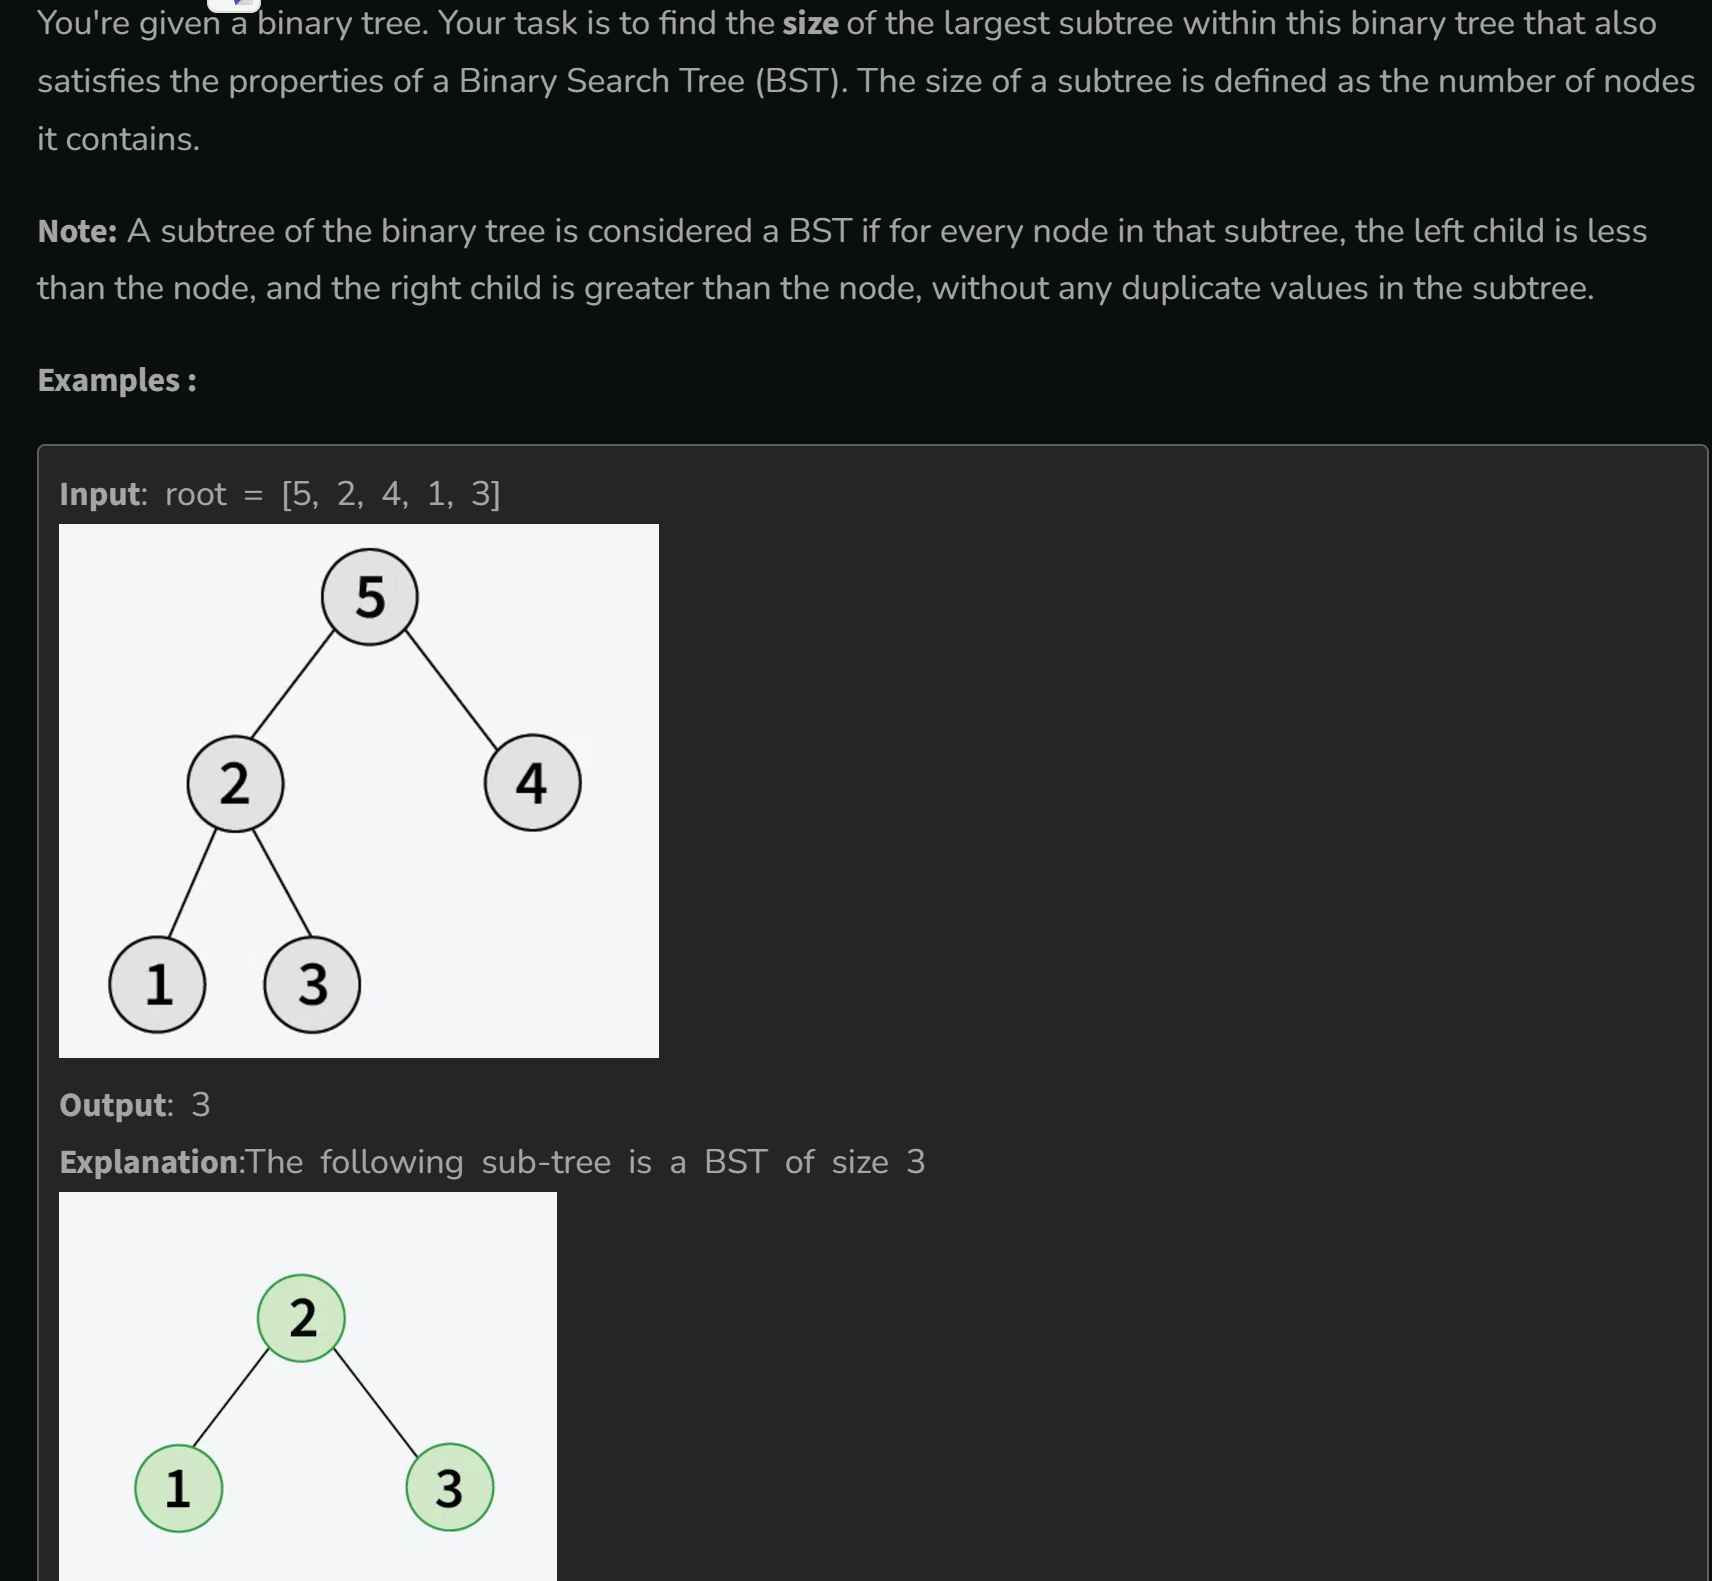 You're given a binary tree. Your task is to find the size of the largest subtree within this binary tree that also
satisfies the properties of a Binary Search Tree (BST). The size of a subtree is defined as the number of nodes
it contains.
Note: A subtree of the binary tree is considered a BST if for every node in that subtree, the left child is less
than the node, and the right child is greater than the node, without any duplicate values in the subtree.
Examples :
Input: root = [5, 2, 4, 1, 3]
5
2 4
1 3
Output: 3
Explanation:The following sub-tree is a BST of size 3
2
1 3